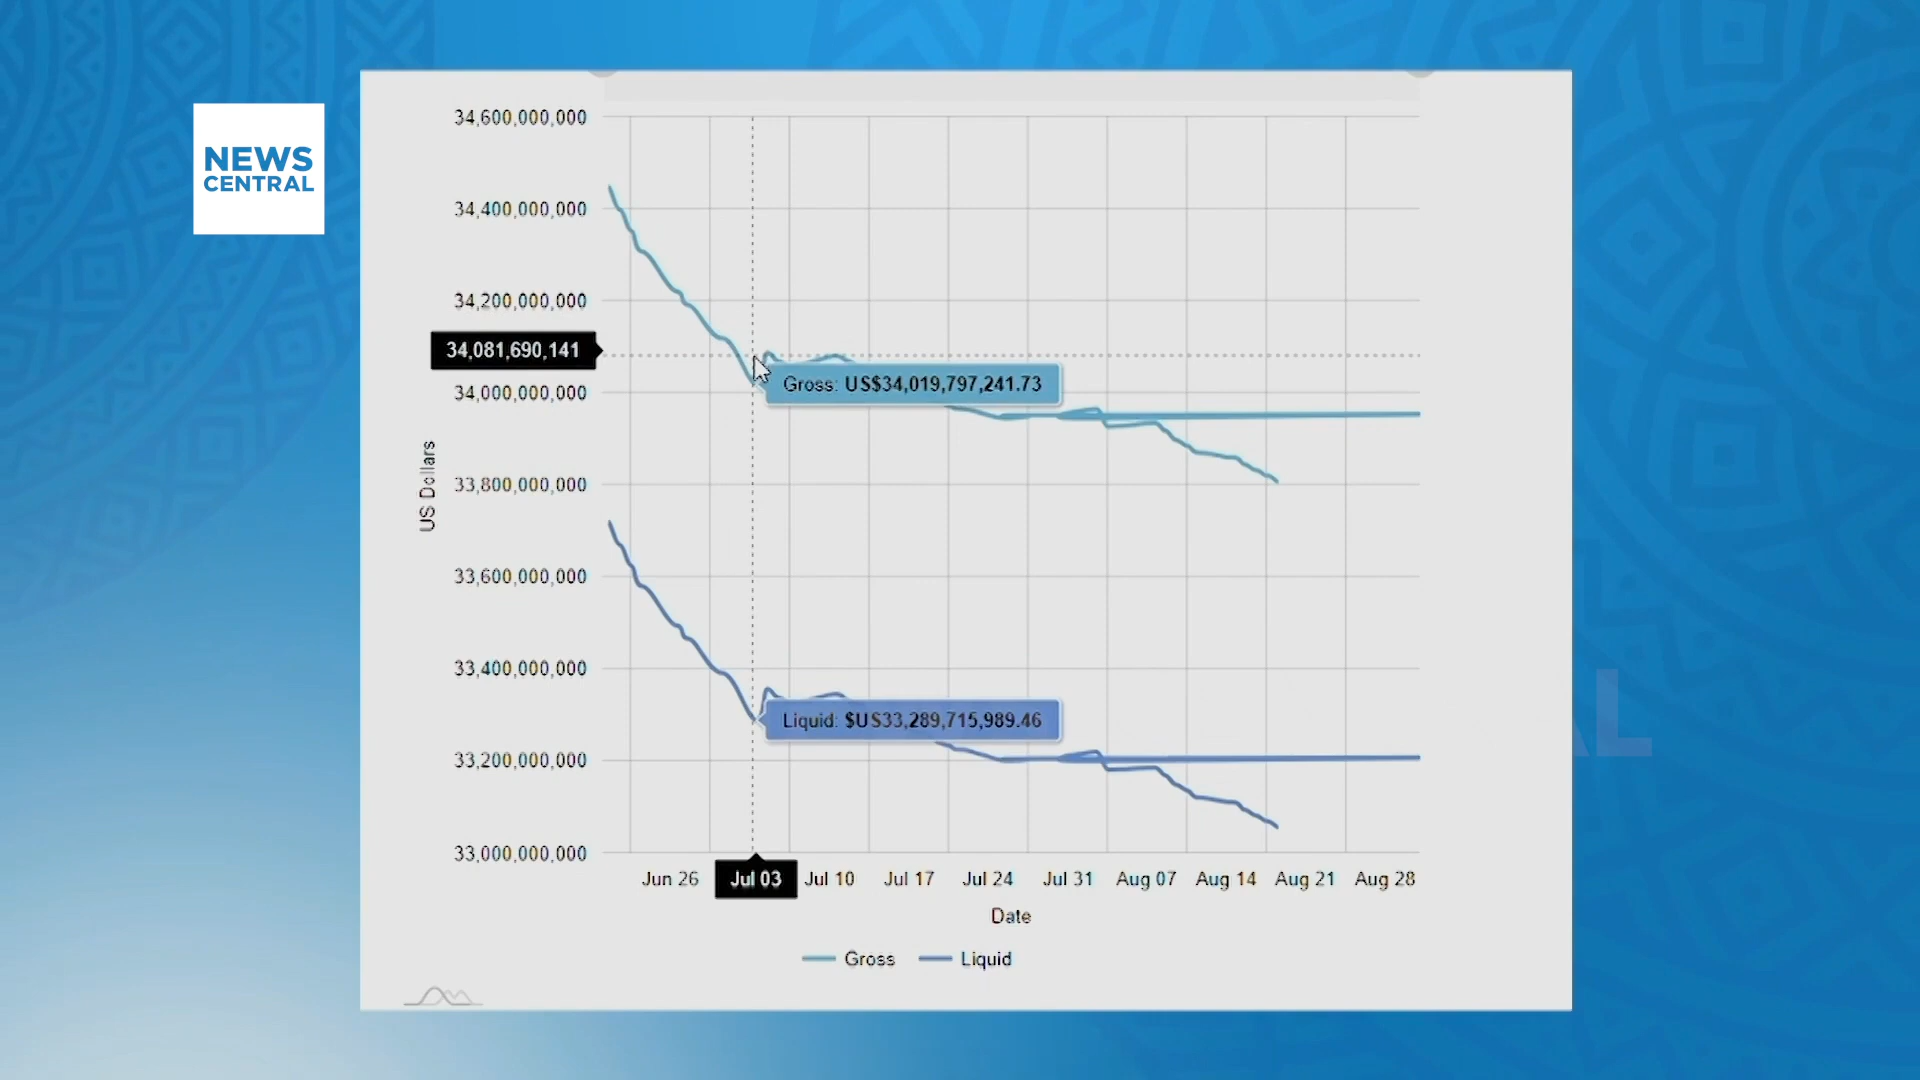 NEWS
CENTRAL
34,600,000,000
34,400,000,000
34,200,000,000
34,081,690,141
34,000,000,000
33,800,000,000
33,600,000,000
33,400,000,000
33,200,000,000
33,000,000,000
US Dollars
Gross: US$34,019,797,241.73
Liquid: $US33,289,715,989.46
Jun 26 Jul 03 Jul 10 Jul 17 Jul 24 Jul 31 Aug 07 Aug 14 Aug 21 Aug 28
Date
Gross Liquid